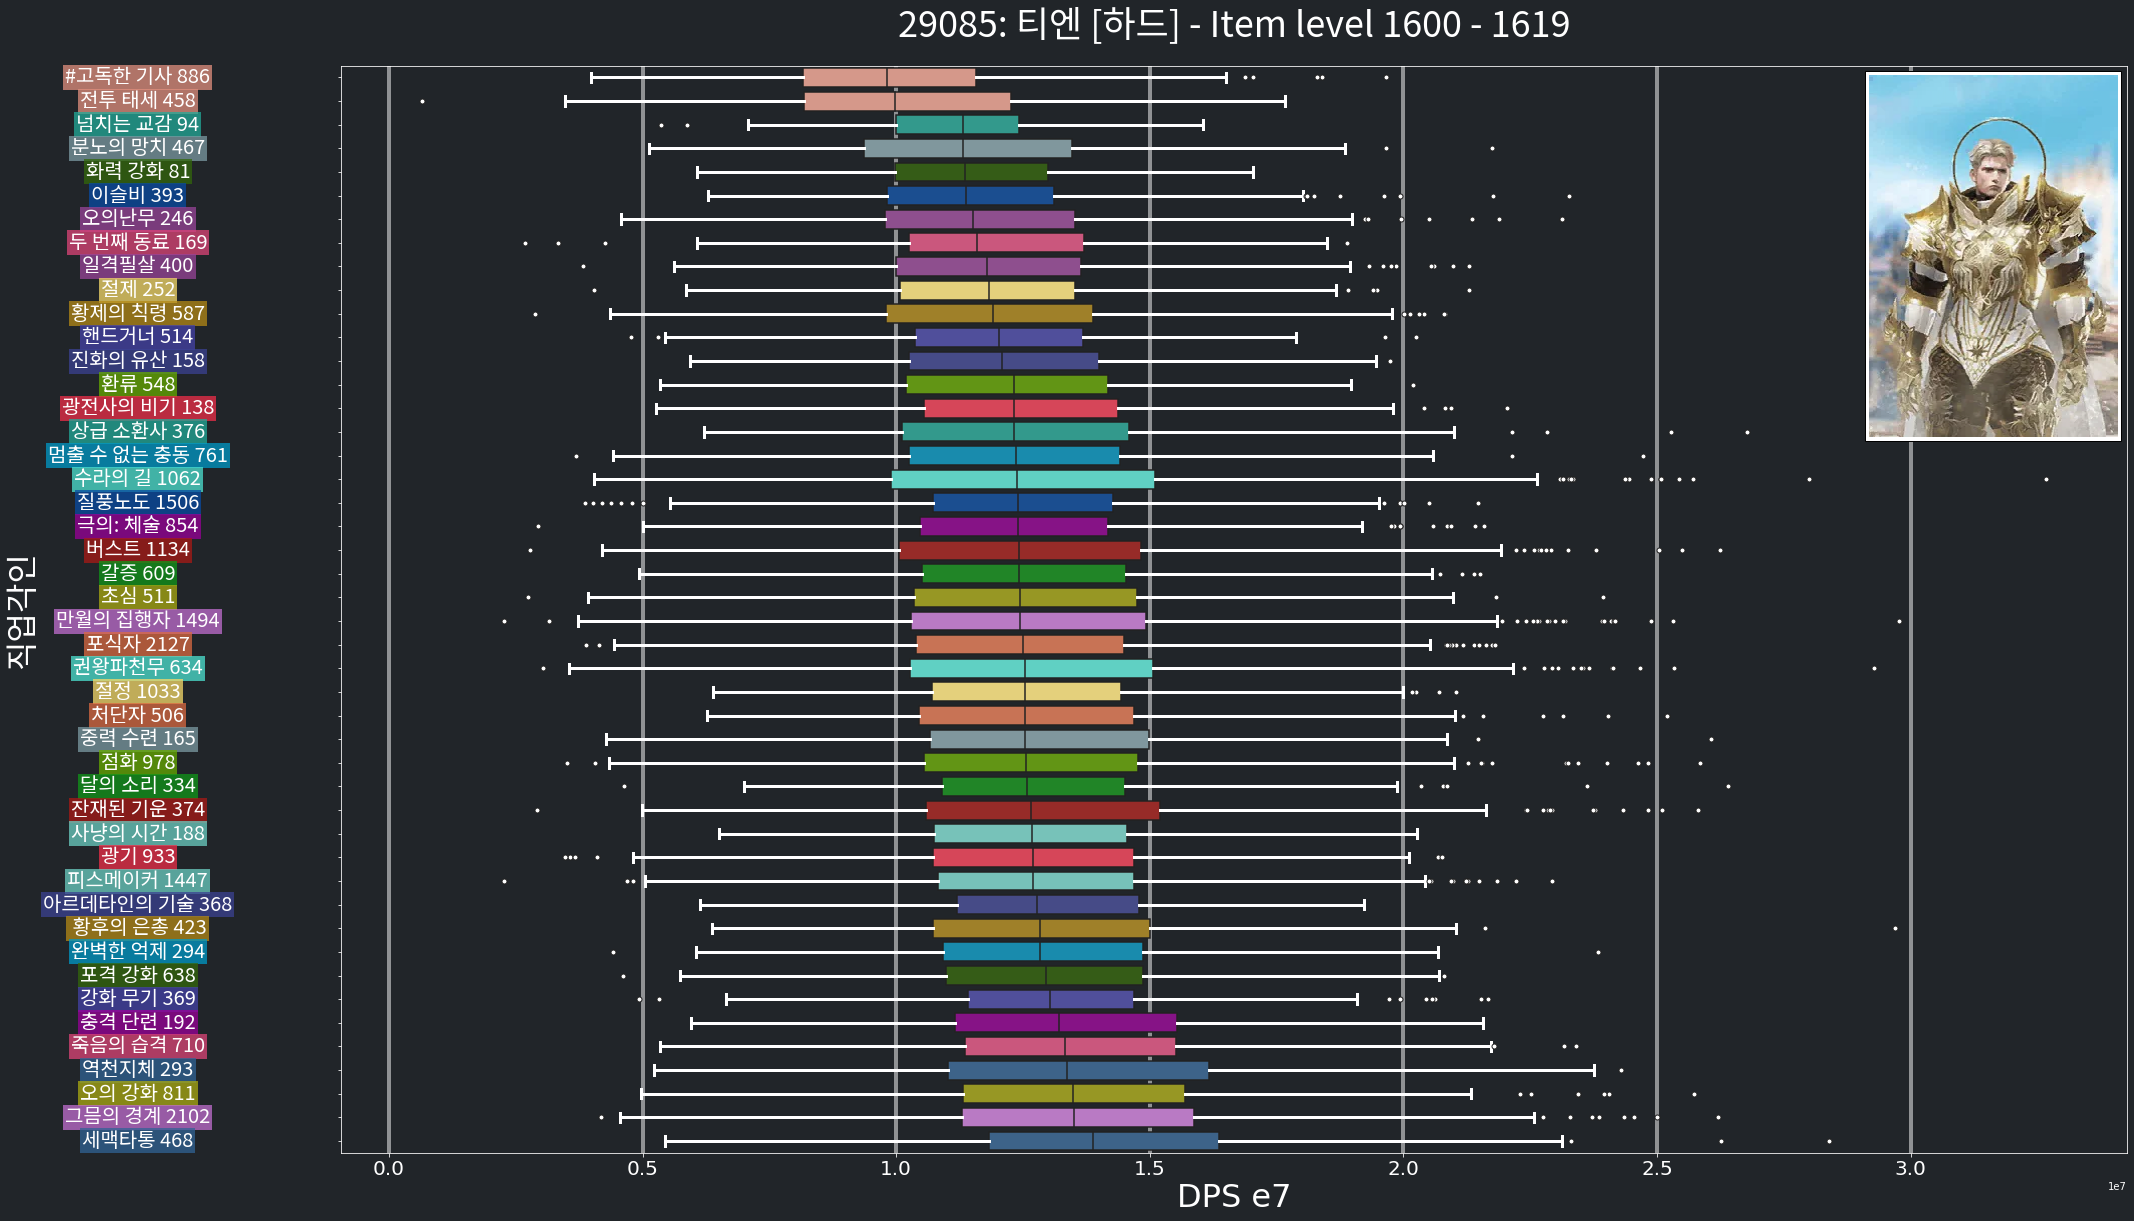 29085: 티엔 [하드] - Item level 1600 - 1619
#고독한 기사 886
전투 태세 458
넘치는 교감 94
분노의 망치 467
화력 강화 81
이슬비 393
오의난무 246
두 번째 동료 169
일격필살 400
절제 252
황제의 칙령 587
핸드거너 514
진화의 유산 158
환류 548
광전사의 비기 138
상급 소환사 376
멈출 수 없는 충동 761
수라의 길 1062
질풍노도 1506
극의: 체술 854
버스트 1134
갈증 609
초심 511
만월의 집행자 1494
포식자 2127
권왕파천무 634
절정 1033
처단자 506
중력 수련 165
점화 978
달의 소리 334
잔재된 기운 374
사냥의 시간 188
광기 933
피스메이커 1447
아르데타인의 기술 368
황후의 은총 423
완벽한 억제 294
포격 강화 638
강화 무기 369
충격 단련 192
죽음의 습격 710
역천지체 293
오의 강화 811
그믐의 경계 2102
세맥타통 468
직업각인
0.0 0.5 1.0 1.5 2.0 2.5 3.0
DPS e7
1e7